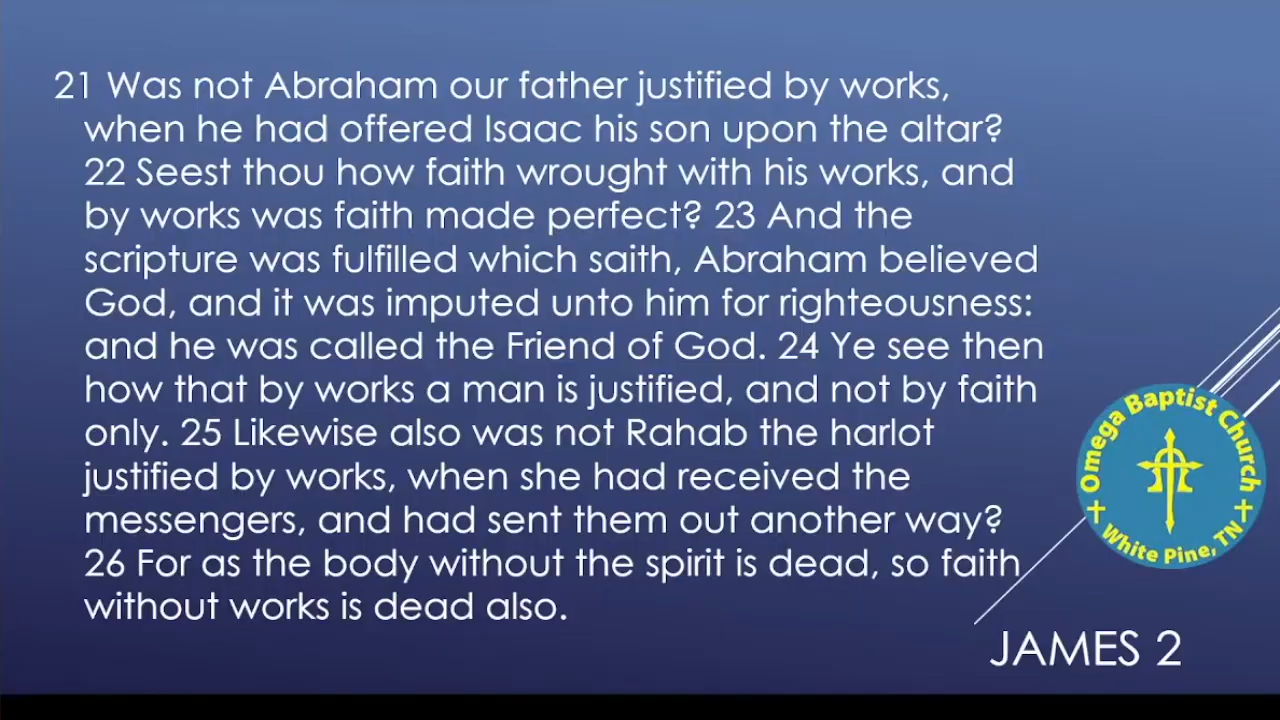 21 Was not Abraham our father justified by works,
when he had offered Isaac his son upon the altar?
22 Seest thou how faith wrought with his works, and
by works was faith made perfect? 23 And the
scripture was fulfilled which saith, Abraham believed
God, and it was imputed unto him for righteousness:
and he was called the Friend of God. 24 Ye see then
how that by works a man is justified, and not by faith
only. 25 Likewise also was not Rahab the harlot
justified by works, when she had received the
messengers, and had sent them out another way?
26 For as the body without the spirit is dead, so faith
without works is dead also.
Omega Baptist Church
White Pine, TN
JAMES 2